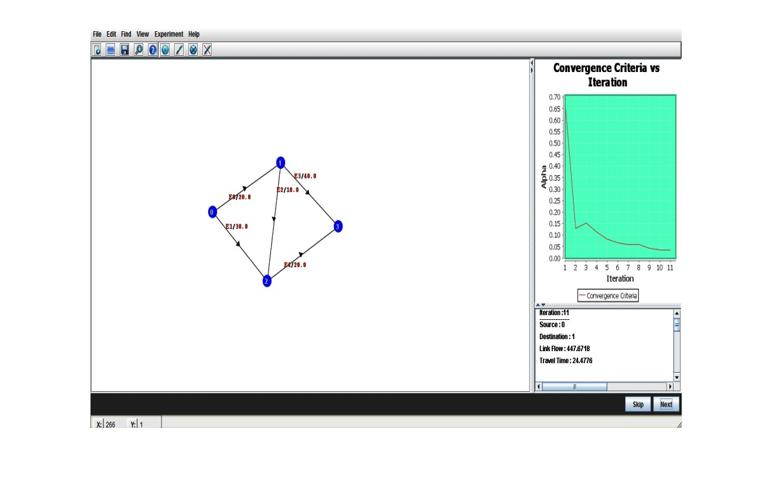 File Edit Find View Experiment Help
Convergence Criteria vs
Iteration
0.70
0.65
0.60
0.55
0.50
0.45
0.40
0.35
0.30
0.25
0.20
0.15
0.10
0.05
0.00
Alpha
1 2 3 4 5 6 7 8 9 10 11
Iteration
Convergence Criteria
1
E3/40.0
E2/10.0
E0/20.0
0
E1/30.0
3
E4/20.0
2
Iteration :11
Source : 0
Destination : 1
Link Flow : 447.6718
Travel Time : 24.4776
Skip Next
X: 266 Y: 1